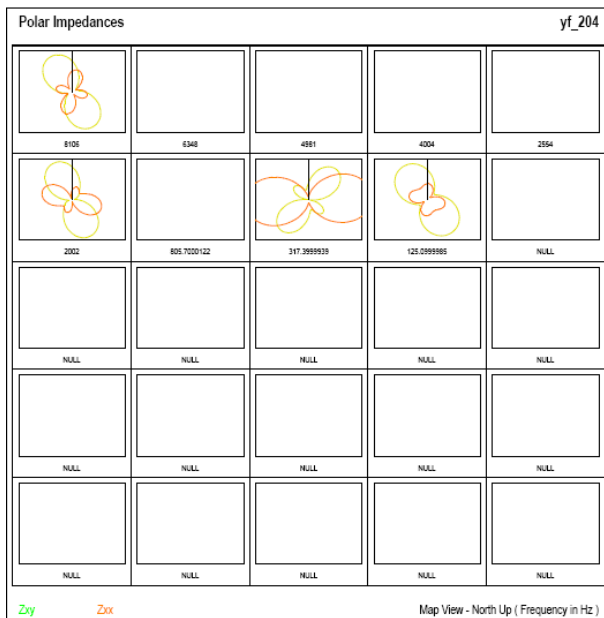 Polar Impedances yf_204
8106 6348 4981 4004 2554
2002 805.7000122 317.3999939 125.0999985 NULL
NULL NULL NULL NULL NULL
NULL NULL NULL NULL NULL
NULL NULL NULL NULL NULL
Zxy Zxx Map View - North Up ( Frequency in Hz )